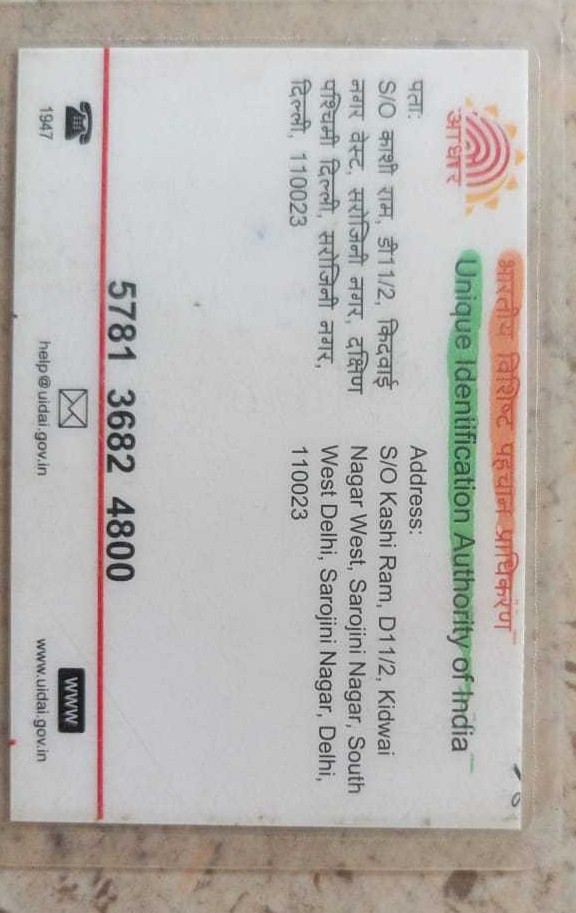 भारतीय विशिष्ट पहचान प्राधिकरण
Unique Identification Authority of India
आधार
पता:
S/O काशी राम, डी11/2, किदवाई
नगर वेस्ट, सरोजिनी नगर, दक्षिण
पश्चिमी दिल्ली, सरोजिनी नगर,
दिल्ली, 110023
Address:
S/O Kashi Ram, D11/2, Kidwai
Nagar West, Sarojini Nagar, South
West Delhi, Sarojini Nagar, Delhi,
110023
5781 3682 4800
1947
help@uidai.gov.in
www
www.uidai.gov.in